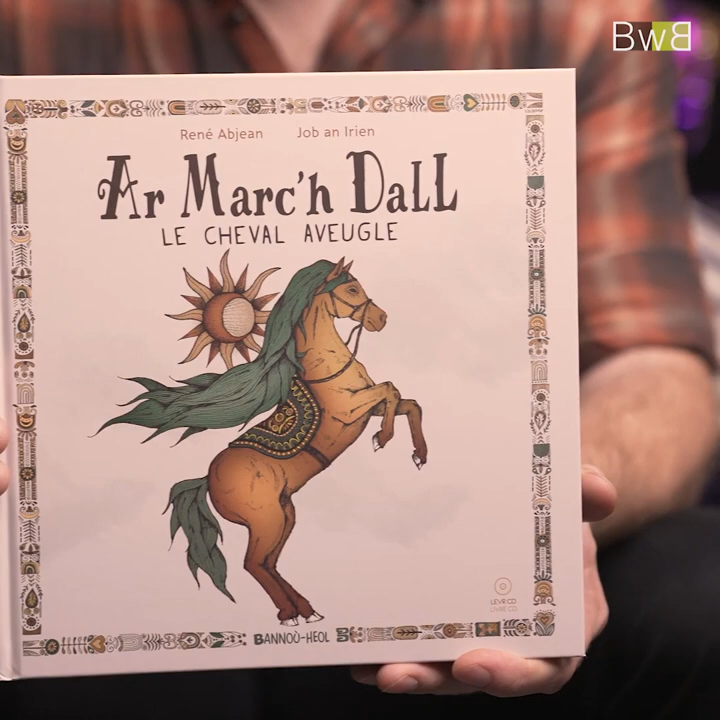 BwB
René Abjean Job an Irien
Ar Marc'h Dall
LE CHEVAL AVEUGLE
LEVR CD
LIVRE CD
BANNOÙ-HEOL